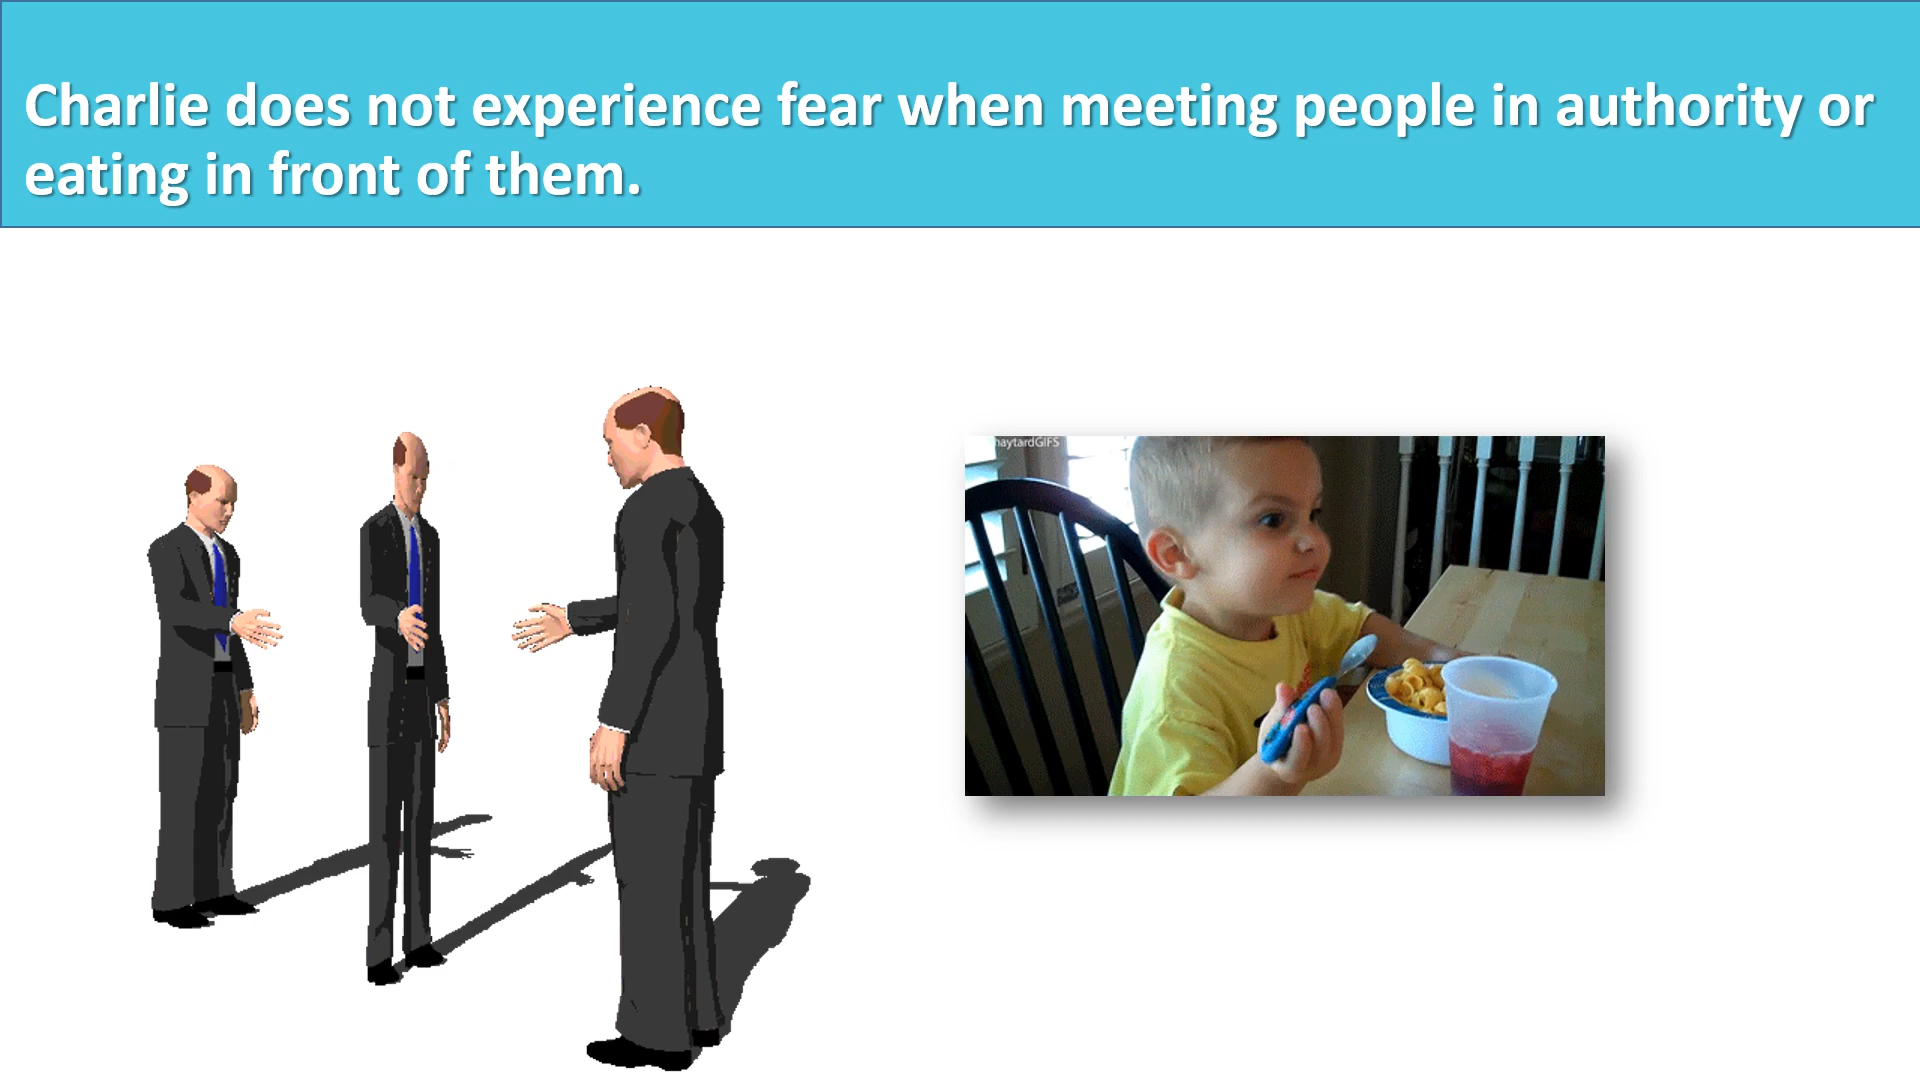 Charlie does not experience fear when meeting people in authority or
eating in front of them.
haytardGIFS